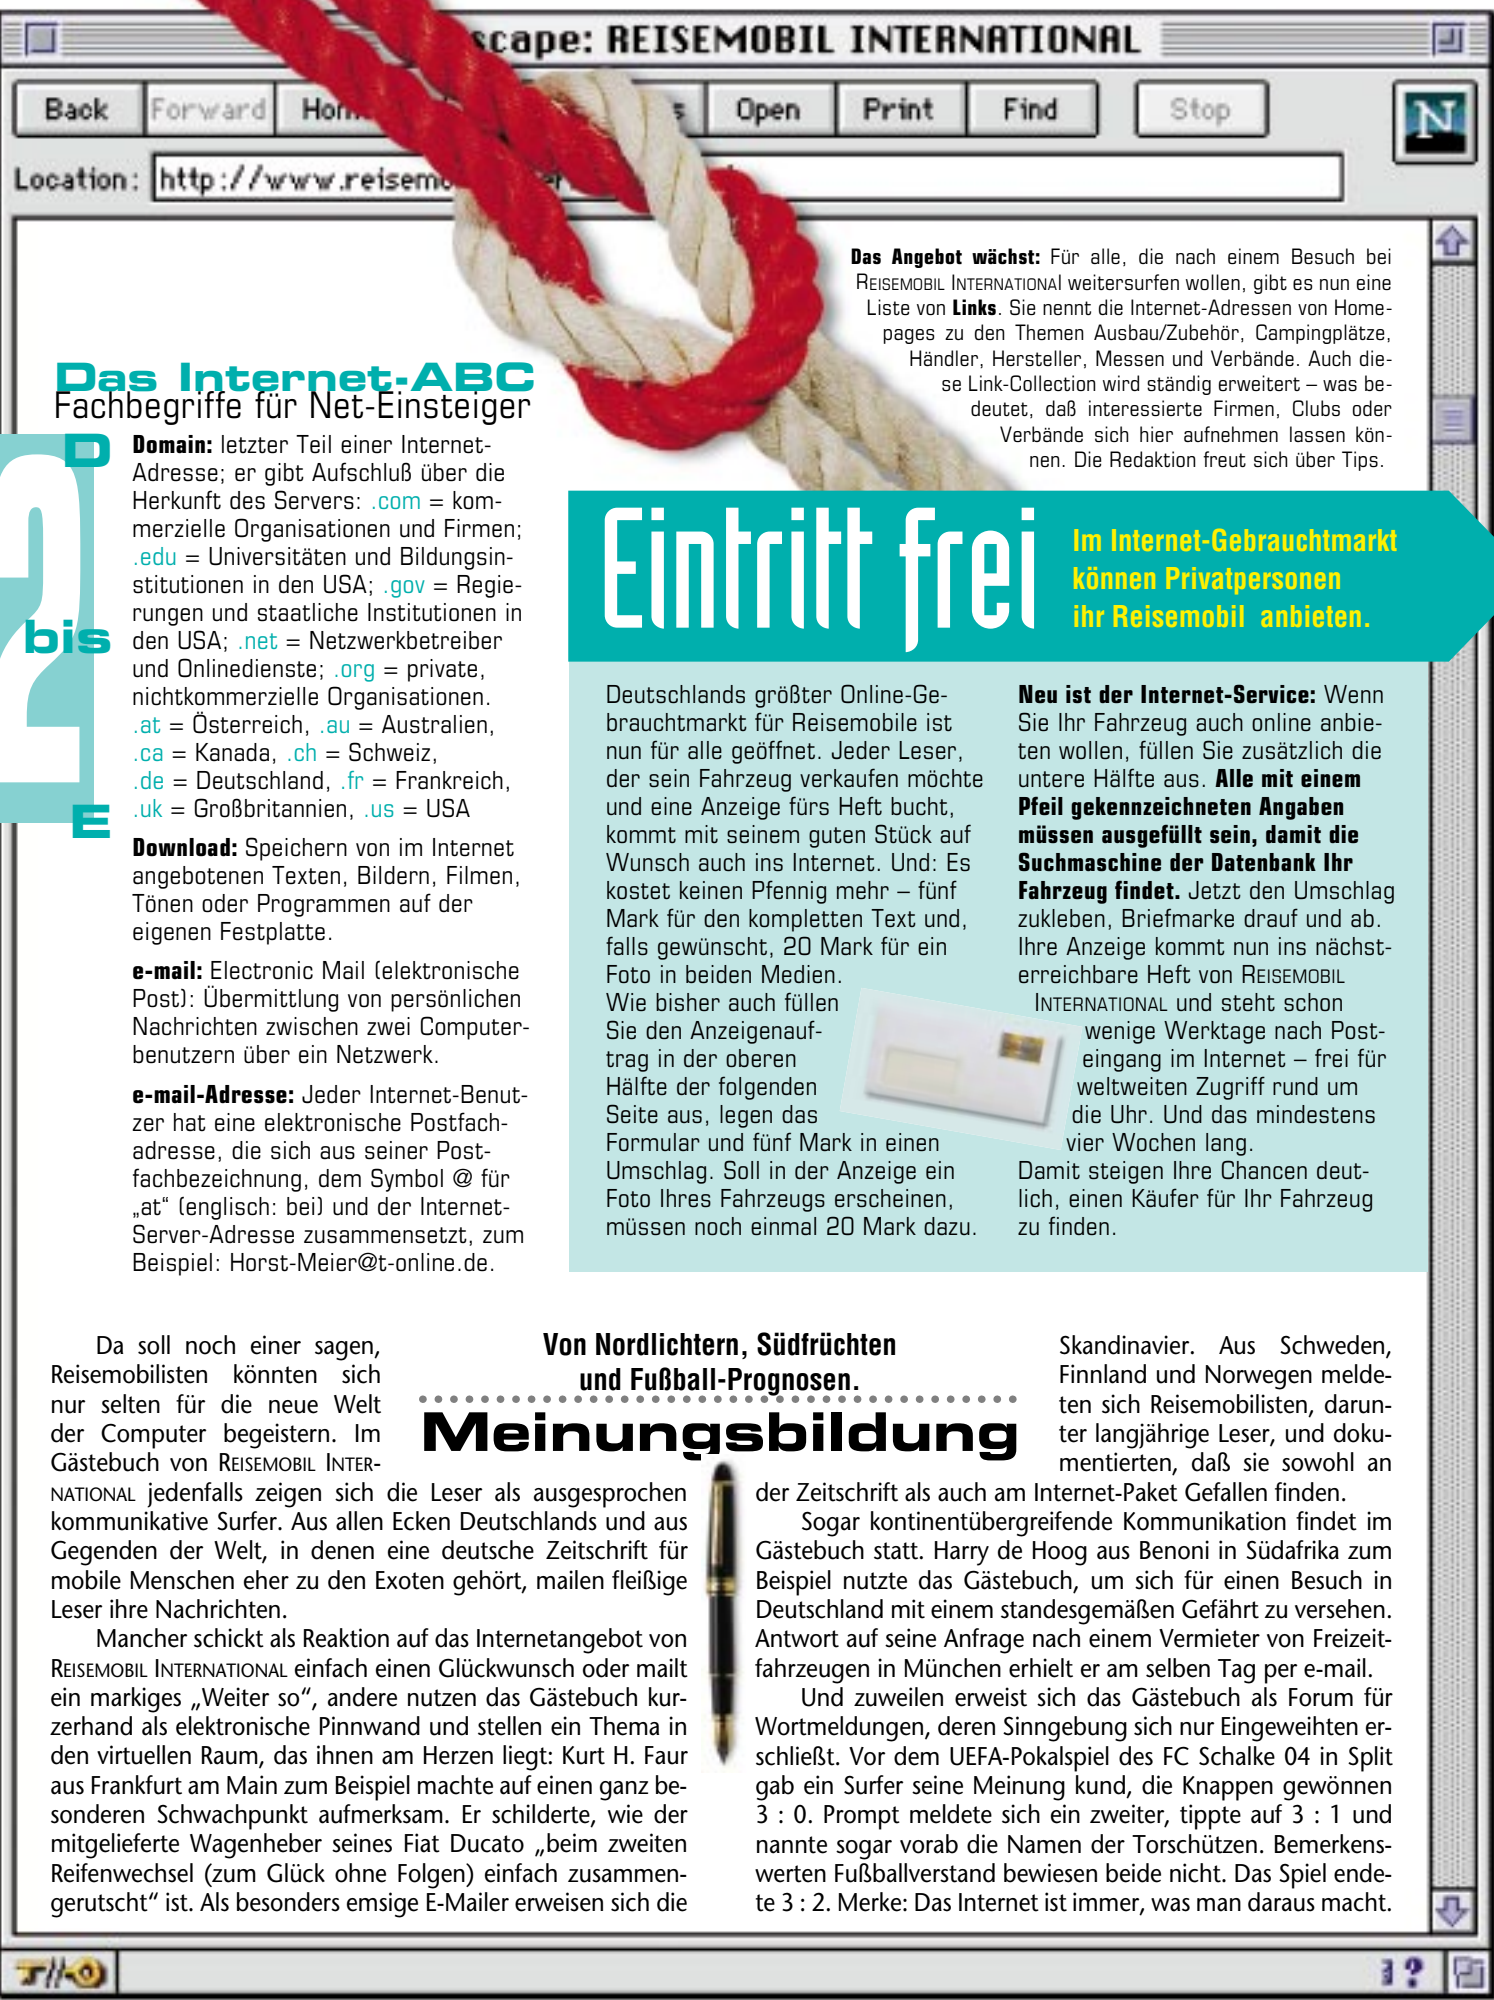 scape: REISEMOBIL INTERNATIONAL
Back
Forward
Hom
s
Open
Print
Find
Stop
N
Location:
http://www.reisemo
Das Angebot wächst: Für alle, die nach einem Besuch bei
REISEMOBIL INTERNATIONAl weitersurfen wollen, gibt es nun eine
Liste von Links. Sie nennt die Internet-Adressen von Home-
pages zu den Themen Ausbau/Zubehör, Campingplätze,
Händler, Hersteller, Messen und Verbände. Auch die-
se Link-Collection wird ständig erweitert – was be-
deutet, daß interessierte Firmen, Clubs oder
Verbände sich hier aufnehmen lassen kön-
nen. Die Redaktion freut sich über Tips.
Das Internet-ABC
Fachbegriffe für Net-Einsteiger
2
D
bis
E
Domain: letzter Teil einer Internet-
Adresse; er gibt Aufschluß über die
Herkunft des Servers: .com = kom-
merzielle Organisationen und Firmen;
.edu = Universitäten und Bildungsin-
stitutionen in den USA; .gov = Regie-
rungen und staatliche Institutionen in
den USA; .net = Netzwerkbetreiber
und Onlinedienste; .org = private,
nichtkommerzielle Organisationen.
.at = Österreich, .au = Australien,
.ca = Kanada, .ch = Schweiz,
.de = Deutschland, .fr = Frankreich,
.uk = Großbritannien, .us = USA
Download: Speichern von im Internet
angebotenen Texten, Bildern, Filmen,
Tönen oder Programmen auf der
eigenen Festplatte.
e-mail: Electronic Mail (elektronische
Post): Übermittlung von persönlichen
Nachrichten zwischen zwei Computer-
benutzern über ein Netzwerk.
e-mail-Adresse: Jeder Internet-Benut-
zer hat eine elektronische Postfach-
adresse, die sich aus seiner Post-
fachbezeichnung, dem Symbol @ für
„at“ (englisch: bei) und der Internet-
Server-Adresse zusammensetzt, zum
Beispiel: Horst-Meier@t-online.de.
Eintritt frei
Im Internet-Gebrauchtmarkt
können Privatpersonen
ihr Reisemobil anbieten.
Deutschlands größter Online-Ge-
brauchtmarkt für Reisemobile ist
nun für alle geöffnet. Jeder Leser,
der sein Fahrzeug verkaufen möchte
und eine Anzeige fürs Heft bucht,
kommt mit seinem guten Stück auf
Wunsch auch ins Internet. Und: Es
kostet keinen Pfennig mehr – fünf
Mark für den kompletten Text und,
falls gewünscht, 20 Mark für ein
Foto in beiden Medien.
Wie bisher auch füllen
Sie den Anzeigenauf-
trag in der oberen
Hälfte der folgenden
Seite aus, legen das
Formular und fünf Mark in einen
Umschlag. Soll in der Anzeige ein
Foto Ihres Fahrzeugs erscheinen,
müssen noch einmal 20 Mark dazu.
Neu ist der Internet-Service: Wenn
Sie Ihr Fahrzeug auch online anbie-
ten wollen, füllen Sie zusätzlich die
untere Hälfte aus. Alle mit einem
Pfeil gekennzeichneten Angaben
müssen ausgefüllt sein, damit die
Suchmaschine der Datenbank Ihr
Fahrzeug findet. Jetzt den Umschlag
zukleben, Briefmarke drauf und ab.
Ihre Anzeige kommt nun ins nächst-
erreichbare Heft von REISEMOBIL
INTERNATIONAL und steht schon
wenige Werktage nach Post-
eingang im Internet – frei für
weltweiten Zugriff rund um
die Uhr. Und das mindestens
vier Wochen lang.
Damit steigen Ihre Chancen deut-
lich, einen Käufer für Ihr Fahrzeug
zu finden.
Von Nordlichtern, Südfrüchten
und Fußball-Prognosen.
Meinungsbildung
Da soll noch einer sagen,
Reisemobilisten könnten sich
nur selten für die neue Welt
der Computer begeistern. Im
Gästebuch von REISEMOBIL INTER-
NATIONAL jedenfalls zeigen sich die Leser als ausgesprochen
kommunikative Surfer. Aus allen Ecken Deutschlands und aus
Gegenden der Welt, in denen eine deutsche Zeitschrift für
mobile Menschen eher zu den Exoten gehört, mailen fleißige
Leser ihre Nachrichten.
Mancher schickt als Reaktion auf das Internetangebot von
REISEMOBIL INTERNATIONAL einfach einen Glückwunsch oder mailt
ein markiges „Weiter so“, andere nutzen das Gästebuch kur-
zerhand als elektronische Pinnwand und stellen ein Thema in
den virtuellen Raum, das ihnen am Herzen liegt: Kurt H. Faur
aus Frankfurt am Main zum Beispiel machte auf einen ganz be-
sonderen Schwachpunkt aufmerksam. Er schilderte, wie der
mitgelieferte Wagenheber seines Fiat Ducato „beim zweiten
Reifenwechsel (zum Glück ohne Folgen) einfach zusammen-
gerutscht“ ist. Als besonders emsige E-Mailer erweisen sich die
Skandinavier. Aus Schweden,
Finnland und Norwegen melde-
ten sich Reisemobilisten, darun-
ter langjährige Leser, und doku-
mentierten, daß sie sowohl an
der Zeitschrift als auch am Internet-Paket Gefallen finden.
Sogar kontinentübergreifende Kommunikation findet im
Gästebuch statt. Harry de Hoog aus Benoni in Südafrika zum
Beispiel nutzte das Gästebuch, um sich für einen Besuch in
Deutschland mit einem standesgemäßen Gefährt zu versehen.
Antwort auf seine Anfrage nach einem Vermieter von Freizeit-
fahrzeugen in München erhielt er am selben Tag per e-mail.
Und zuweilen erweist sich das Gästebuch als Forum für
Wortmeldungen, deren Sinngebung sich nur Eingeweihten er-
schließt. Vor dem UEFA-Pokalspiel des FC Schalke 04 in Split
gab ein Surfer seine Meinung kund, die Knappen gewönnen
3 : 0. Prompt meldete sich ein zweiter, tippte auf 3 : 1 und
nannte sogar vorab die Namen der Torschützen. Bemerkens-
werten Fußballverstand bewiesen beide nicht. Das Spiel ende-
te 3 : 2. Merke: Das Internet ist immer, was man daraus macht.
?